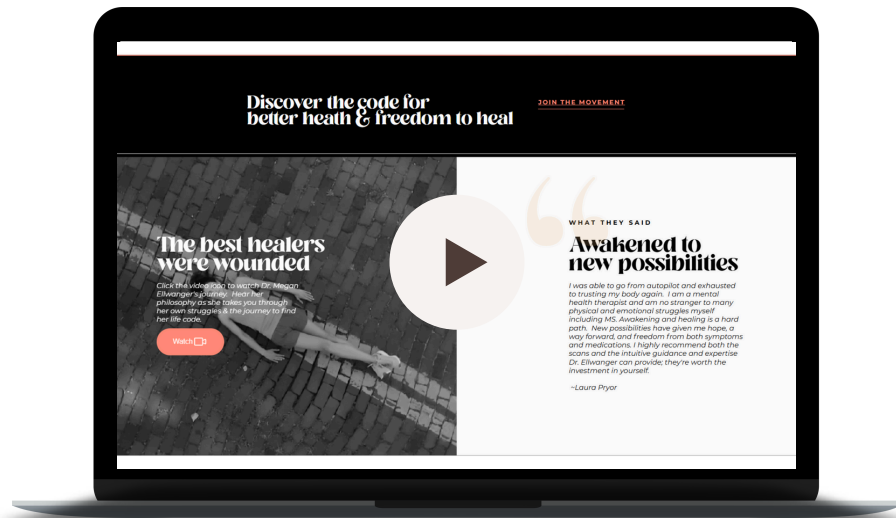 Discover the code for
better heath & freedom to heal
JOIN THE MOVEMENT
The best healers
were wounded
Click the video icon to watch Dr. Megan
Ellwanger's journey. Hear her
philosophy as she takes you through
her own struggles & the journey to find
her life code.
Watch
WHAT THEY SAID
Awakened to
new possibilities
I was able to go from autopilot and exhausted
to trusting my body again. I am a mental
health therapist and am no stranger to many
physical and emotional struggles myself
including MS. Awakening and healing is a hard
path. New possibilities have given me hope, a
way forward, and freedom from both symptoms
and medications. I highly recommend both the
scans and the intuitive guidance and expertise
Dr. Ellwanger can provide; they're worth the
investment in yourself.
~Laura Pryor